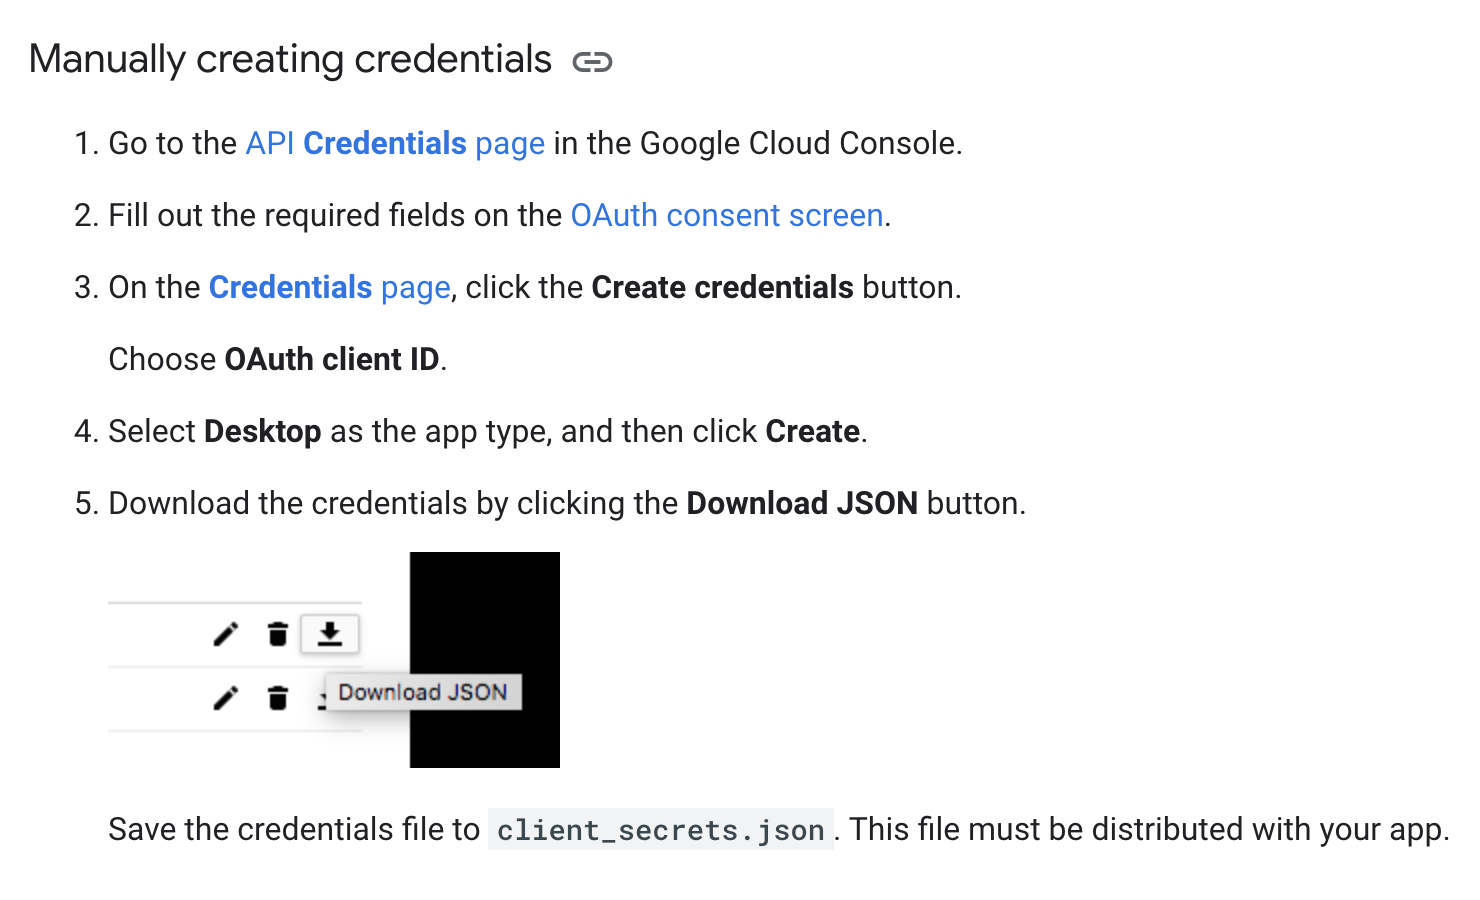 Manually creating credentials
1. Go to the API Credentials page in the Google Cloud Console.
2. Fill out the required fields on the OAuth consent screen.
3. On the Credentials page, click the Create credentials button.
Choose OAuth client ID.
4. Select Desktop as the app type, and then click Create.
5. Download the credentials by clicking the Download JSON button.
Download JSON
Save the credentials file to client_secrets.json. This file must be distributed with your app.